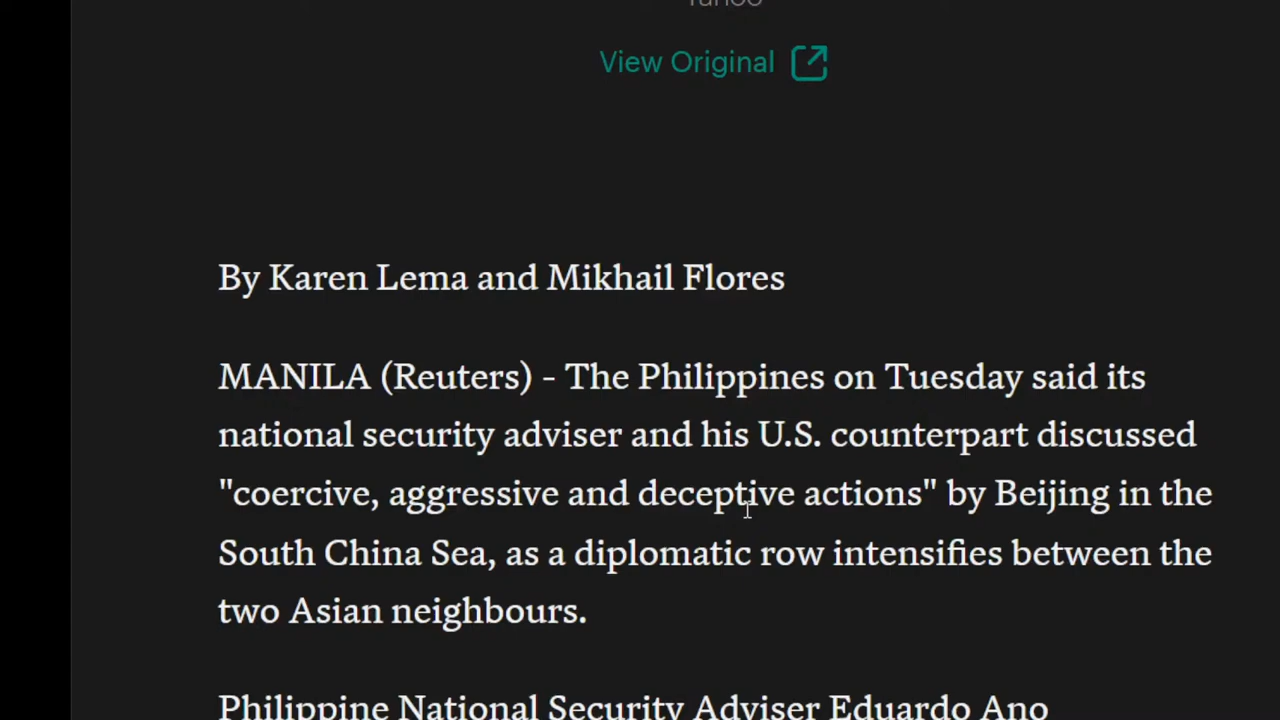 Yahoo
View Original
By Karen Lema and Mikhail Flores
MANILA (Reuters) - The Philippines on Tuesday said its
national security adviser and his U.S. counterpart discussed
"coercive, aggressive and deceptive actions" by Beijing in the
South China Sea, as a diplomatic row intensifies between the
two Asian neighbours.
Philippine National Security Adviser Eduardo Ano